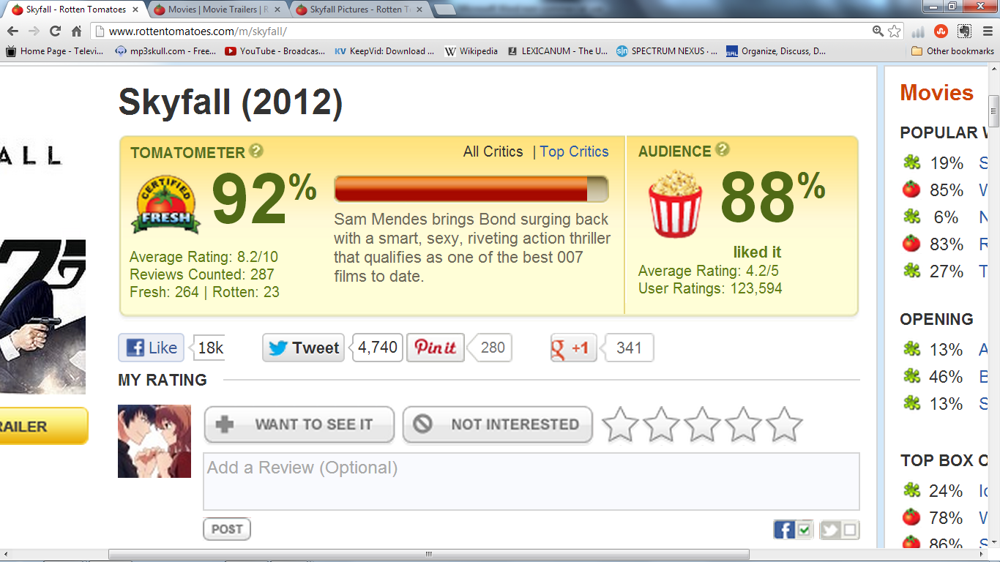 Skyfall - Rotten Tomatoes
Movies | Movie Trailers | R
Skyfall Pictures - Rotten T
www.rottentomatoes.com/m/skyfall/
Home Page - Televi...
mp3skull.com - Free...
YouTube - Broadcas...
KV KeepVid: Download ...
W Wikipedia
LEXICANUM - The U...
SPECTRUM NEXUS · ...
MAL Organize, Discuss, D...
Other bookmarks
ALL
7
RAILER
Skyfall (2012)
TOMATOMETER ?
All Critics | Top Critics
CERTIFIED
FRESH
92%
Sam Mendes brings Bond surging back
with a smart, sexy, riveting action thriller
that qualifies as one of the best 007
films to date.
Average Rating: 8.2/10
Reviews Counted: 287
Fresh: 264 | Rotten: 23
AUDIENCE ?
88%
liked it
Average Rating: 4.2/5
User Ratings: 123,594
Like 18k
Tweet 4,740
Pin it 280
g +1 341
MY RATING
WANT TO SEE IT
NOT INTERESTED
Add a Review (Optional)
POST
Movies
POPULAR
19% S
85% W
6% N
83% R
27% T
OPENING
13% A
46% B
13% S
TOP BOX
24%
78% W
86% S